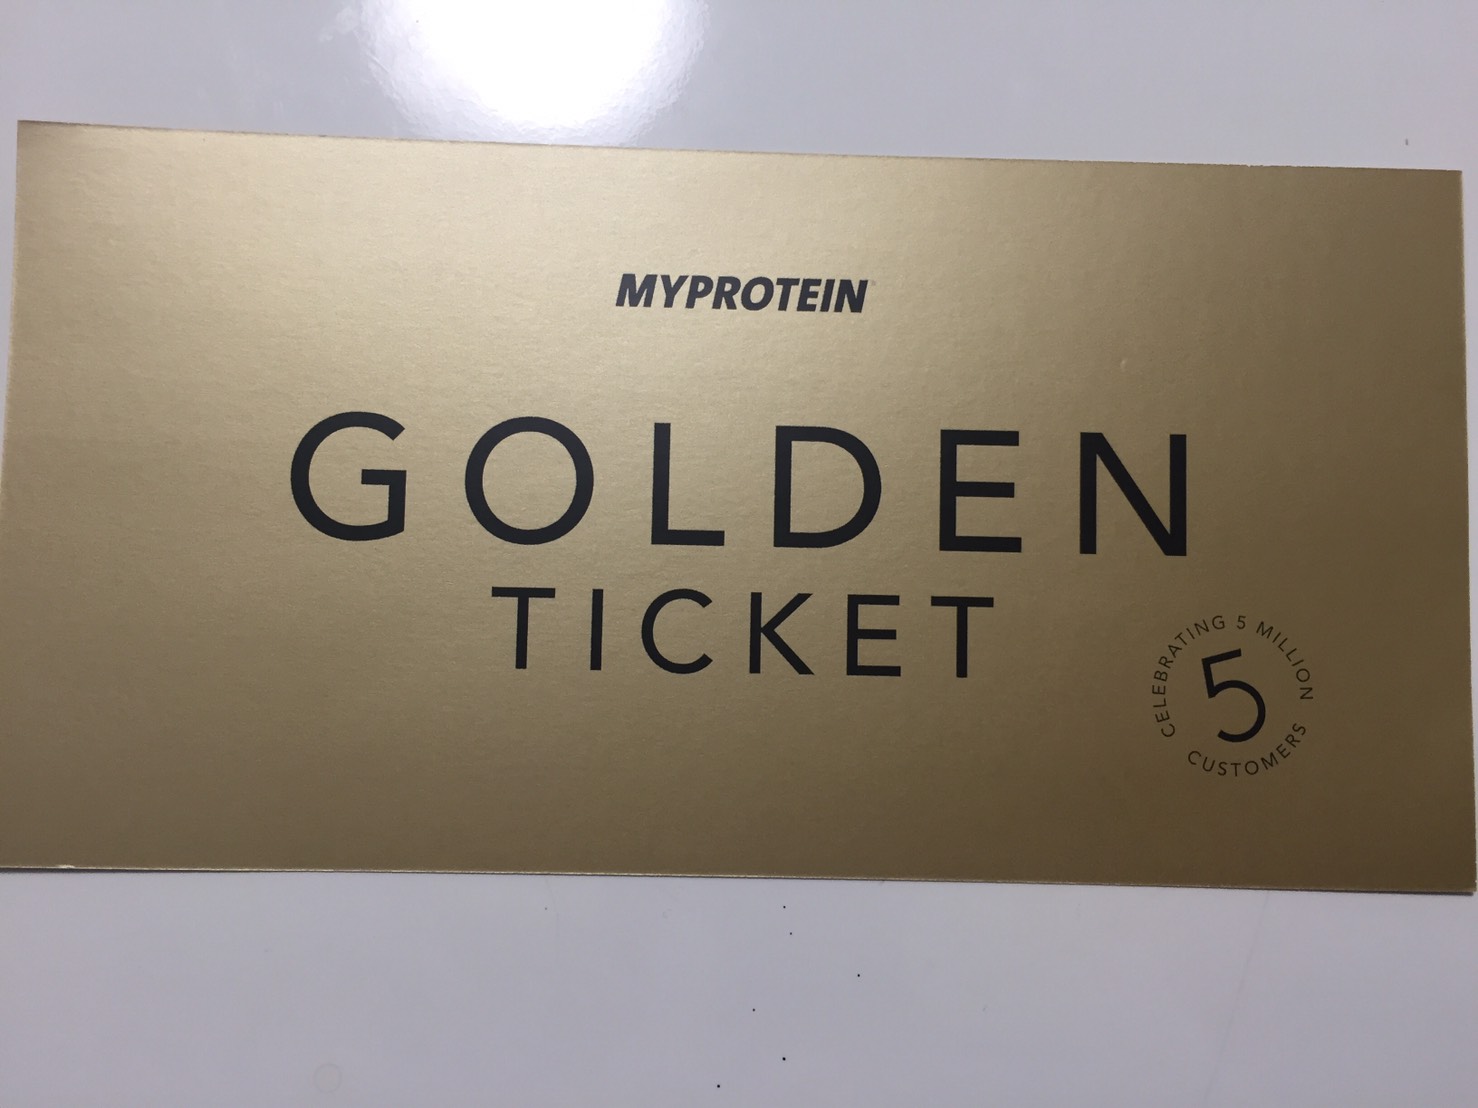 MYPROTEIN
GOLDEN
TICKET
CELEBRATING 5 MILLION
5
CUSTOMERS